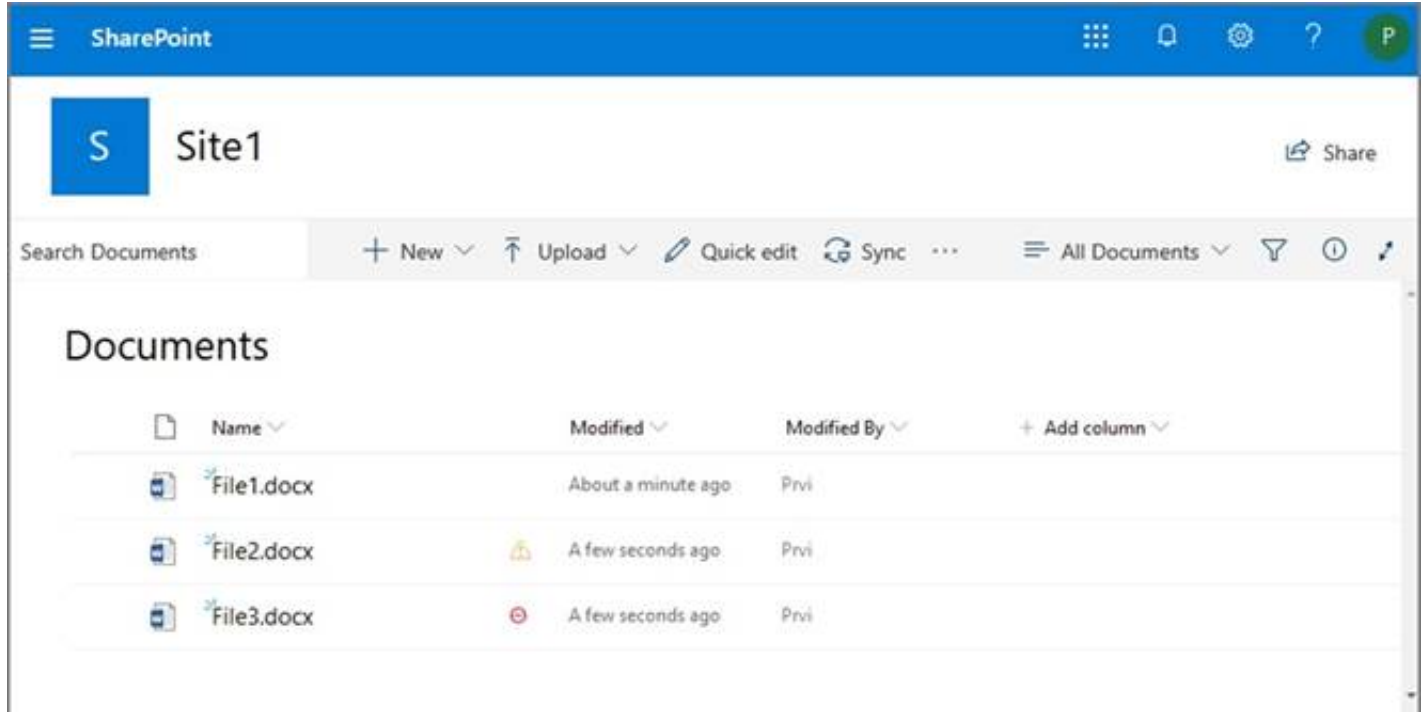 SharePoint
? P
S Site1 Share
Search Documents New Upload Quick edit Sync ... All Documents
Documents
Name Modified Modified By + Add column
File1.docx About a minute ago Prvi
File2.docx A few seconds ago Prvi
File3.docx A few seconds ago Prvi